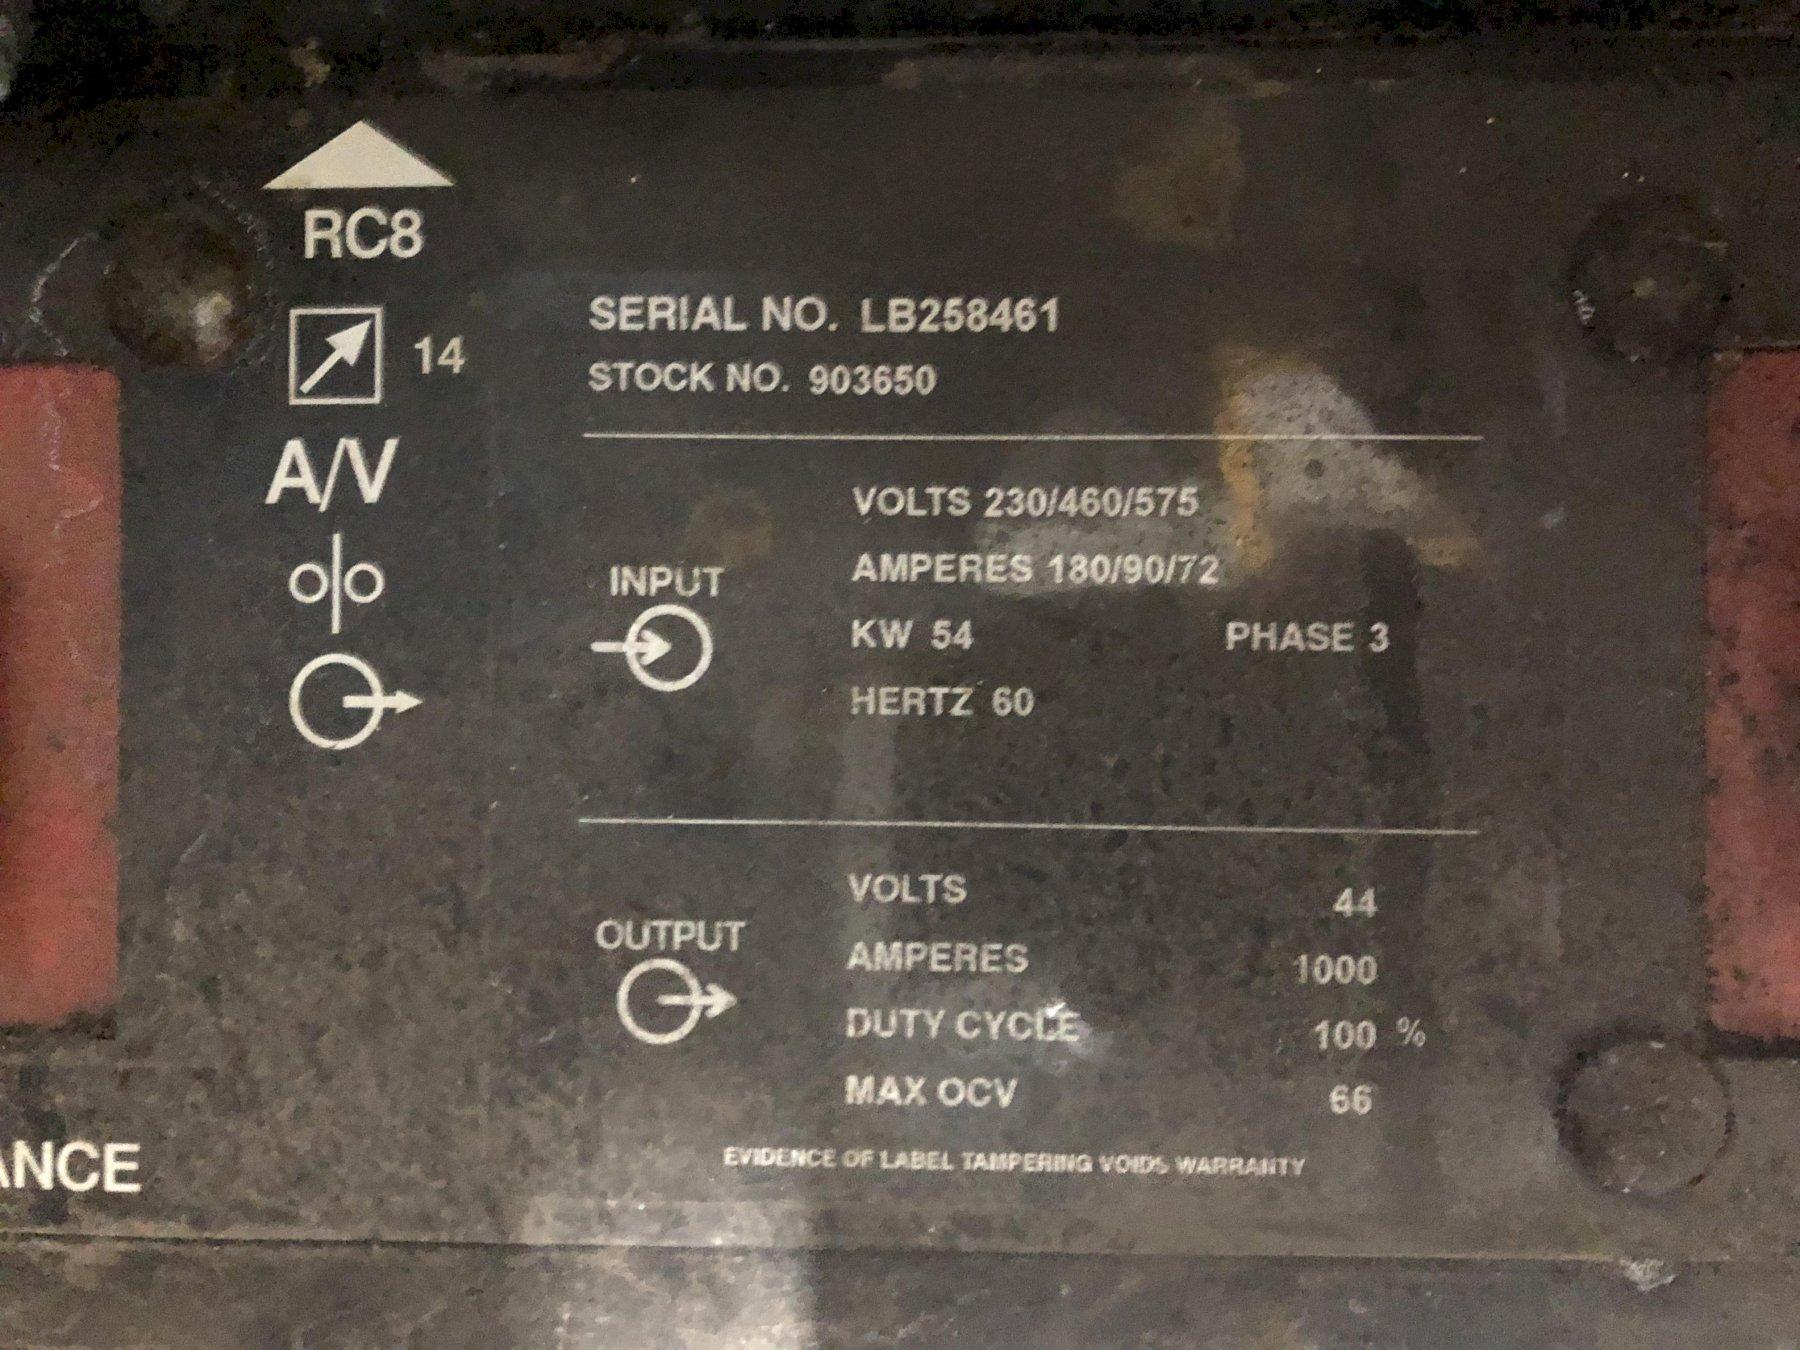 RC8
14
A/V
SERIAL NO. LB258461
STOCK NO. 903650
INPUT
VOLTS 230/460/575
AMPERES 180/90/72
KW 54 PHASE 3
HERTZ 60
OUTPUT
VOLTS 44
AMPERES 1000
DUTY CYCLE 100 %
MAX OCV 66
EVIDENCE OF LABEL TAMPERING VOIDS WARRANTY
ANCE